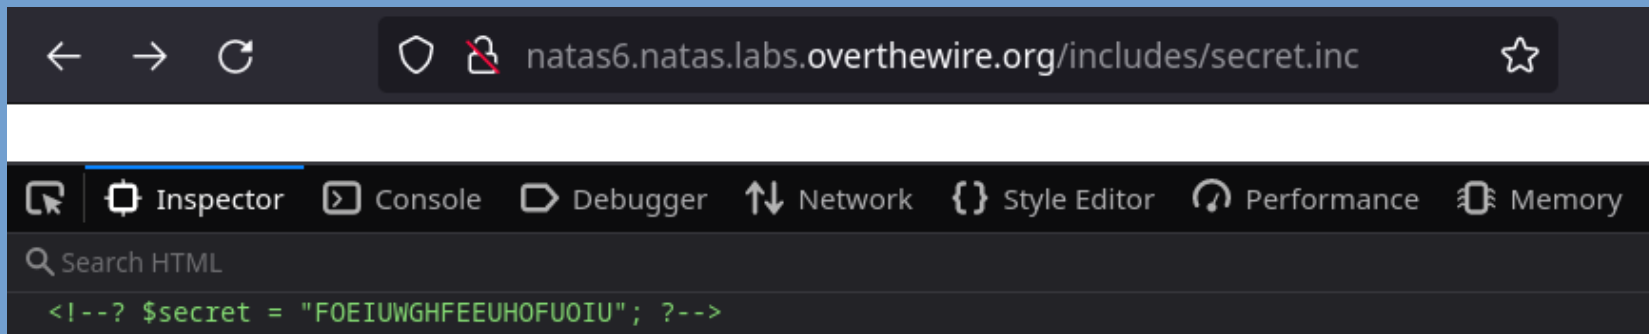 natas6.natas.labs.overthewire.org/includes/secret.inc
Inspector Console Debugger Network Style Editor Performance Memory
Search HTML
<!--? $secret = "FOEIUWGHFEEUHOFUOIU"; ?-->